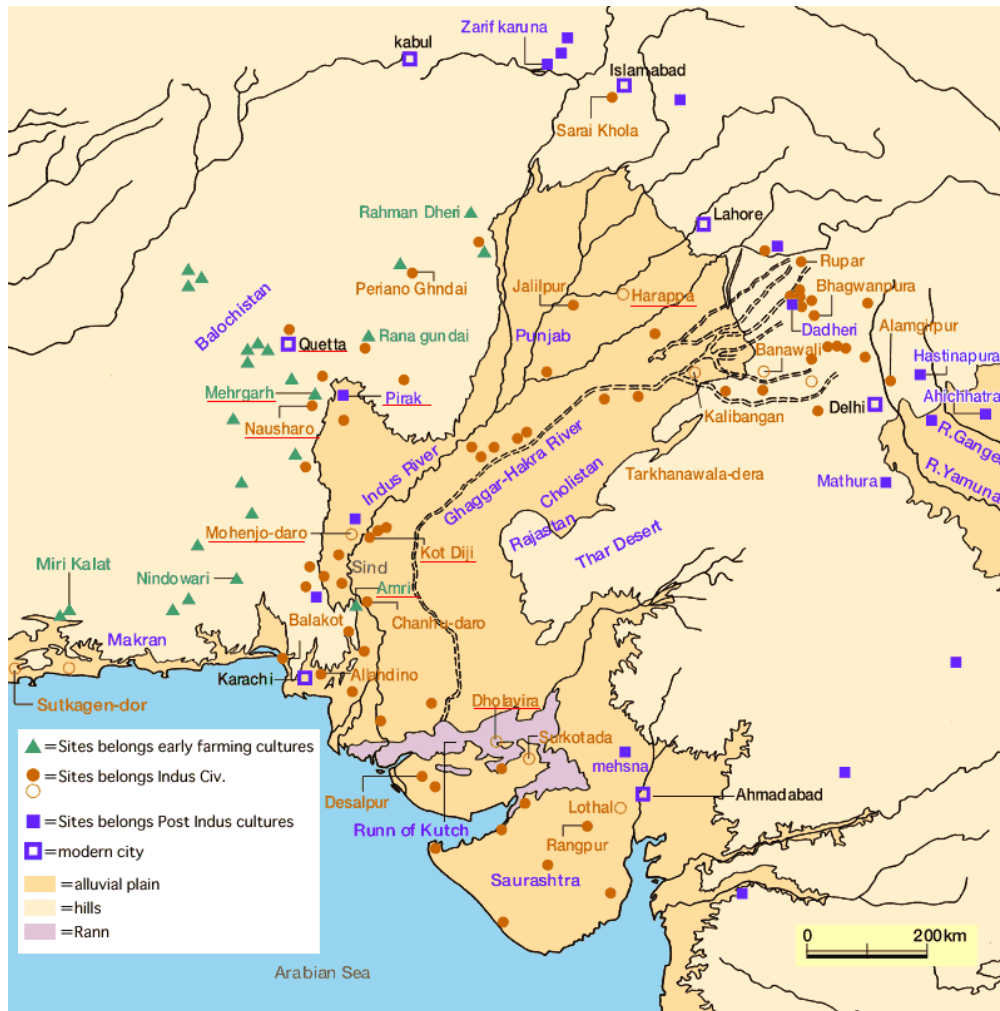 Zarif karuna
kabul
Islamabad
Sarai Khola
Rahman Dheri
Lahore
Rupar
Periano Ghndai
Jalilpur
Harappa
Bhagwanpura
Balochistan
Punjab
Dadheri
Alamgirpur
Quetta
Rana gundai
Banawali
Hastinapura
Mehrgarh
Pirak
Ahichhatra
Nausharo
Kalibangan
Delhi
R.Gange
Indus River
Ghaggar-Hakra River
Cholistan
Tarkhanawala-dera
R.Yamuna
Mathura
Mohenjo-daro
Rajastan
Thar Desert
Kot Diji
Miri Kalat
Sind
Nindowari
Amri
Balakot
Chanhu-daro
Makran
Karachi
Allandino
Sutkagen-dor
Dholavira
Surkotada
mehsna
Desalpur
Lothal
Ahmadabad
Runn of Kutch
Rangpur
Saurashtra
=Sites belongs early farming cultures
=Sites belongs Indus Civ.
=Sites belongs Post Indus cultures
=modern city
=alluvial plain
=hills
=Rann
0 200km
Arabian Sea